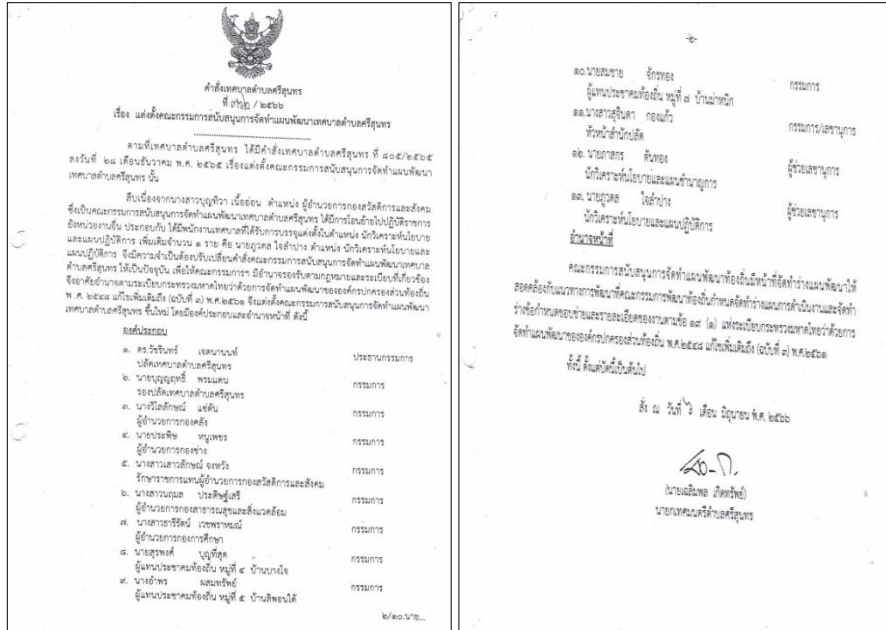 คำสั่งเทศบาลตำบลศรีสุนทร
ที่ / ๒๕๖๖
เรื่อง แต่งตั้งคณะกรรมการสนับสนุนการจัดทำแผนพัฒนาเทศบาลตำบลศรีสุนทร
ตามที่เทศบาลตำบลศรีสุนทร ได้มีคำสั่งเทศบาลตำบลศรีสุนทร ที่ ๘๐๕/๒๕๖๕
ลงวันที่ ๒๘ เดือนธันวาคม พ.ศ. ๒๕๖๕ เรื่องแต่งตั้งคณะกรรมการสนับสนุนการจัดทำแผนพัฒนา
เทศบาลตำบลศรีสุนทร นั้น
สืบเนื่องจากนางสาวบุญทิวา เนื้ออ่อน ตำแหน่ง ผู้อำนวยการกองสวัสดิการและสังคม
ซึ่งเป็นคณะกรรมการสนับสนุนการจัดทำแผนพัฒนาเทศบาลตำบลศรีสุนทร ได้มีการโอนย้ายไปปฏิบัติราชการ
ยังหน่วยงานอื่น ประกอบกับ ได้มีพนักงานเทศบาลที่ได้รับการบรรจุแต่งตั้งในตำแหน่ง นักวิเคราะห์นโยบาย
และแผนปฏิบัติการ เพิ่มเติมจำนวน ๑ ราย คือ นายภูวดล ใจลำปาง ตำแหน่ง นักวิเคราะห์นโยบายและ
แผนปฏิบัติการ จึงมีความจำเป็นต้องปรับเปลี่ยนคำสั่งคณะกรรมการสนับสนุนการจัดทำแผนพัฒนาเทศบาล
ตำบลศรีสุนทร ให้เป็นปัจจุบัน เพื่อให้คณะกรรมการฯ มีอำนาจรองรับตามกฎหมายและระเบียบที่เกี่ยวข้อง
จึงอาศัยอำนาจตามระเบียบกระทรวงมหาดไทยว่าด้วยการจัดทำแผนพัฒนาขององค์กรปกครองส่วนท้องถิ่น
พ.ศ. ๒๕๔๘ แก้ไขเพิ่มเติมถึง (ฉบับที่ ๓) พ.ศ.๒๕๖๑ จึงแต่งตั้งคณะกรรมการสนับสนุนการจัดทำแผนพัฒนา
เทศบาลตำบลศรีสุนทร ขึ้นใหม่ โดยมีองค์ประกอบและอำนาจหน้าที่ ดังนี้
องค์ประกอบ
๑. ดร.วัชรินทร์ เจตนานนท์ ประธานกรรมการ
ปลัดเทศบาลตำบลศรีสุนทร
๒. นายบุญญฤทธิ์ พรมแดน กรรมการ
รองปลัดเทศบาลตำบลศรีสุนทร
๓. นางวิไลลักษณ์ แซ่ตัน กรรมการ
ผู้อำนวยการกองคลัง
๔. นายประพิษ หนูเพชร กรรมการ
ผู้อำนวยการกองช่าง
๕. นางสาวเสาวลักษณ์ จงหวัง กรรมการ
รักษาราชการแทนผู้อำนวยการกองสวัสดิการและสังคม
๖. นางสาวนฤมล ประดิษฐ์เสรี กรรมการ
ผู้อำนวยการกองสาธารณสุขและสิ่งแวดล้อม
๗. นางสาวธารีรัตน์ เวชพราหมณ์ กรรมการ
ผู้อำนวยการกองการศึกษา
๘. นายสุรพงศ์ บุญที่สุด กรรมการ
ผู้แทนประชาคมท้องถิ่น หมู่ที่ ๔ บ้านบางโจ
๙. นางอำพร ผสมทรัพย์ กรรมการ
ผู้แทนประชาคมท้องถิ่น หมู่ที่ ๕ บ้านลิพอนใต้
๒/๑๐.นาย...
-๒-
๑๐.นายสมชาย จักรทอง กรรมการ
ผู้แทนประชาคมท้องถิ่น หมู่ที่ ๗ บ้านม่าหนิก
๑๑.นางสาวสุจินดา กองแก้ว กรรมการ/เลขานุการ
หัวหน้าสำนักปลัด
๑๒. นายภาสกร ตันทอง ผู้ช่วยเลขานุการ
นักวิเคราะห์นโยบายและแผนชำนาญการ
๑๓. นายภูวดล ใจลำปาง ผู้ช่วยเลขานุการ
นักวิเคราะห์นโยบายและแผนปฏิบัติการ
อำนาจหน้าที่
คณะกรรมการสนับสนุนการจัดทำแผนพัฒนาท้องถิ่นมีหน้าที่จัดทำร่างแผนพัฒนาให้
สอดคล้องกับแนวทางการพัฒนาที่คณะกรรมการพัฒนาท้องถิ่นกำหนดจัดทำร่างแผนการดำเนินงานและจัดทำ
ร่างข้อกำหนดขอบข่ายและรายละเอียดของงานตามข้อ ๑๙ (๑) แห่งระเบียบกระทรวงมหาดไทยว่าด้วยการ
จัดทำแผนพัฒนาขององค์กรปกครองส่วนท้องถิ่น พ.ศ.๒๕๔๘ แก้ไขเพิ่มเติมถึง (ฉบับที่ ๓) พ.ศ.๒๕๖๑
ทั้งนี้ ตั้งแต่บัดนี้เป็นต้นไป
สั่ง ณ วันที่ ๖ เดือน มิถุนายน พ.ศ. ๒๕๖๖
(นายเฉลิมพล เกิดทรัพย์)
นายกเทศมนตรีตำบลศรีสุนทร